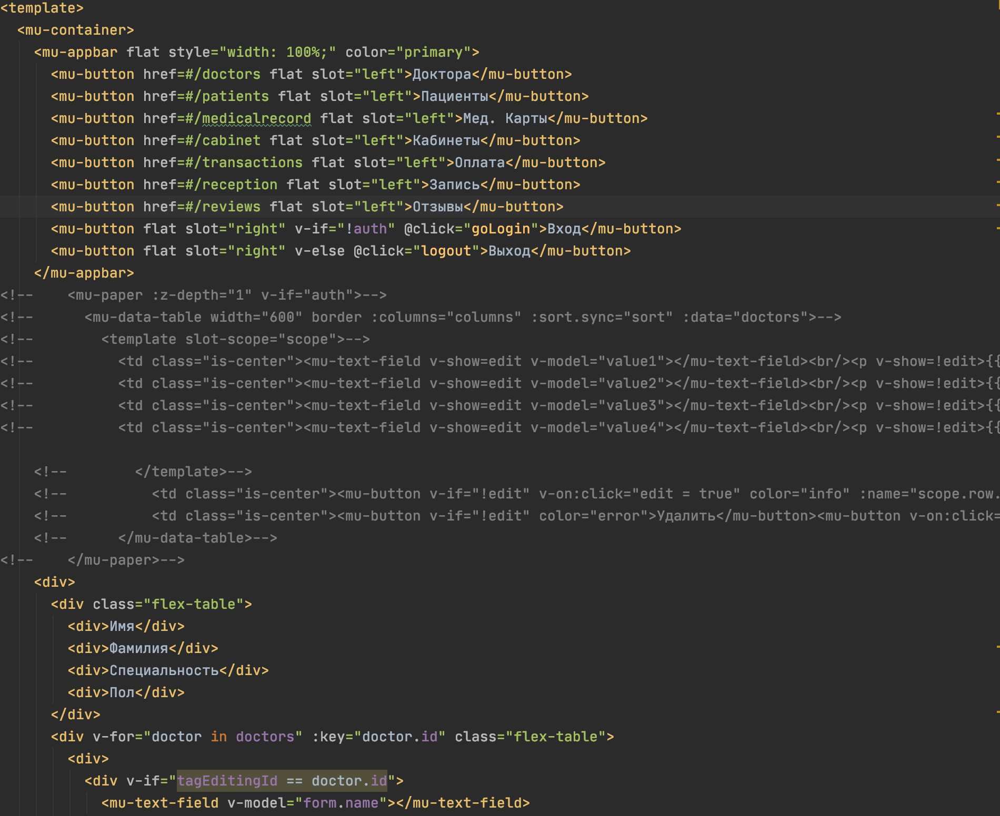 <template>
<mu-container>
<mu-appbar flat style="width: 100%;" color="primary">
<mu-button href=#/doctors flat slot="left">Доктора</mu-button>
<mu-button href=#/patients flat slot="left">Пациенты</mu-button>
<mu-button href=#/medicalrecord flat slot="left">Мед. Карты</mu-button>
<mu-button href=#/cabinet flat slot="left">Кабинеты</mu-button>
<mu-button href=#/transactions flat slot="left">Оплата</mu-button>
<mu-button href=#/reception flat slot="left">Запись</mu-button>
<mu-button href=#/reviews flat slot="left">Отзывы</mu-button>
<mu-button flat slot="right" v-if="!auth" @click="goLogin">Вход</mu-button>
<mu-button flat slot="right" v-else @click="logout">Выход</mu-button>
</mu-appbar>
<!-- <mu-paper :z-depth="1" v-if="auth">-->
<!-- <mu-data-table width="600" border :columns="columns" :sort.sync="sort" :data="doctors">-->
<!-- <template slot-scope="scope">-->
<!-- <td class="is-center"><mu-text-field v-show=edit v-model="value1"></mu-text-field><br/><p v-show=!edit>{{
<!-- <td class="is-center"><mu-text-field v-show=edit v-model="value2"></mu-text-field><br/><p v-show=!edit>{{
<!-- <td class="is-center"><mu-text-field v-show=edit v-model="value3"></mu-text-field><br/><p v-show=!edit>{{
<!-- <td class="is-center"><mu-text-field v-show=edit v-model="value4"></mu-text-field><br/><p v-show=!edit>{{
<!-- </template>-->
<!-- <td class="is-center"><mu-button v-if="!edit" v-on:click="edit = true" color="info" :name="scope.row.
<!-- <td class="is-center"><mu-button v-if="!edit" color="error">Удалить</mu-button><mu-button v-on:click=
<!-- </mu-data-table>-->
<!-- </mu-paper>-->
<div>
<div class="flex-table">
<div>Имя</div>
<div>Фамилия</div>
<div>Специальность</div>
<div>Пол</div>
</div>
<div v-for="doctor in doctors" :key="doctor.id" class="flex-table">
<div>
<div v-if="tagEditingId == doctor.id">
<mu-text-field v-model="form.name"></mu-text-field>